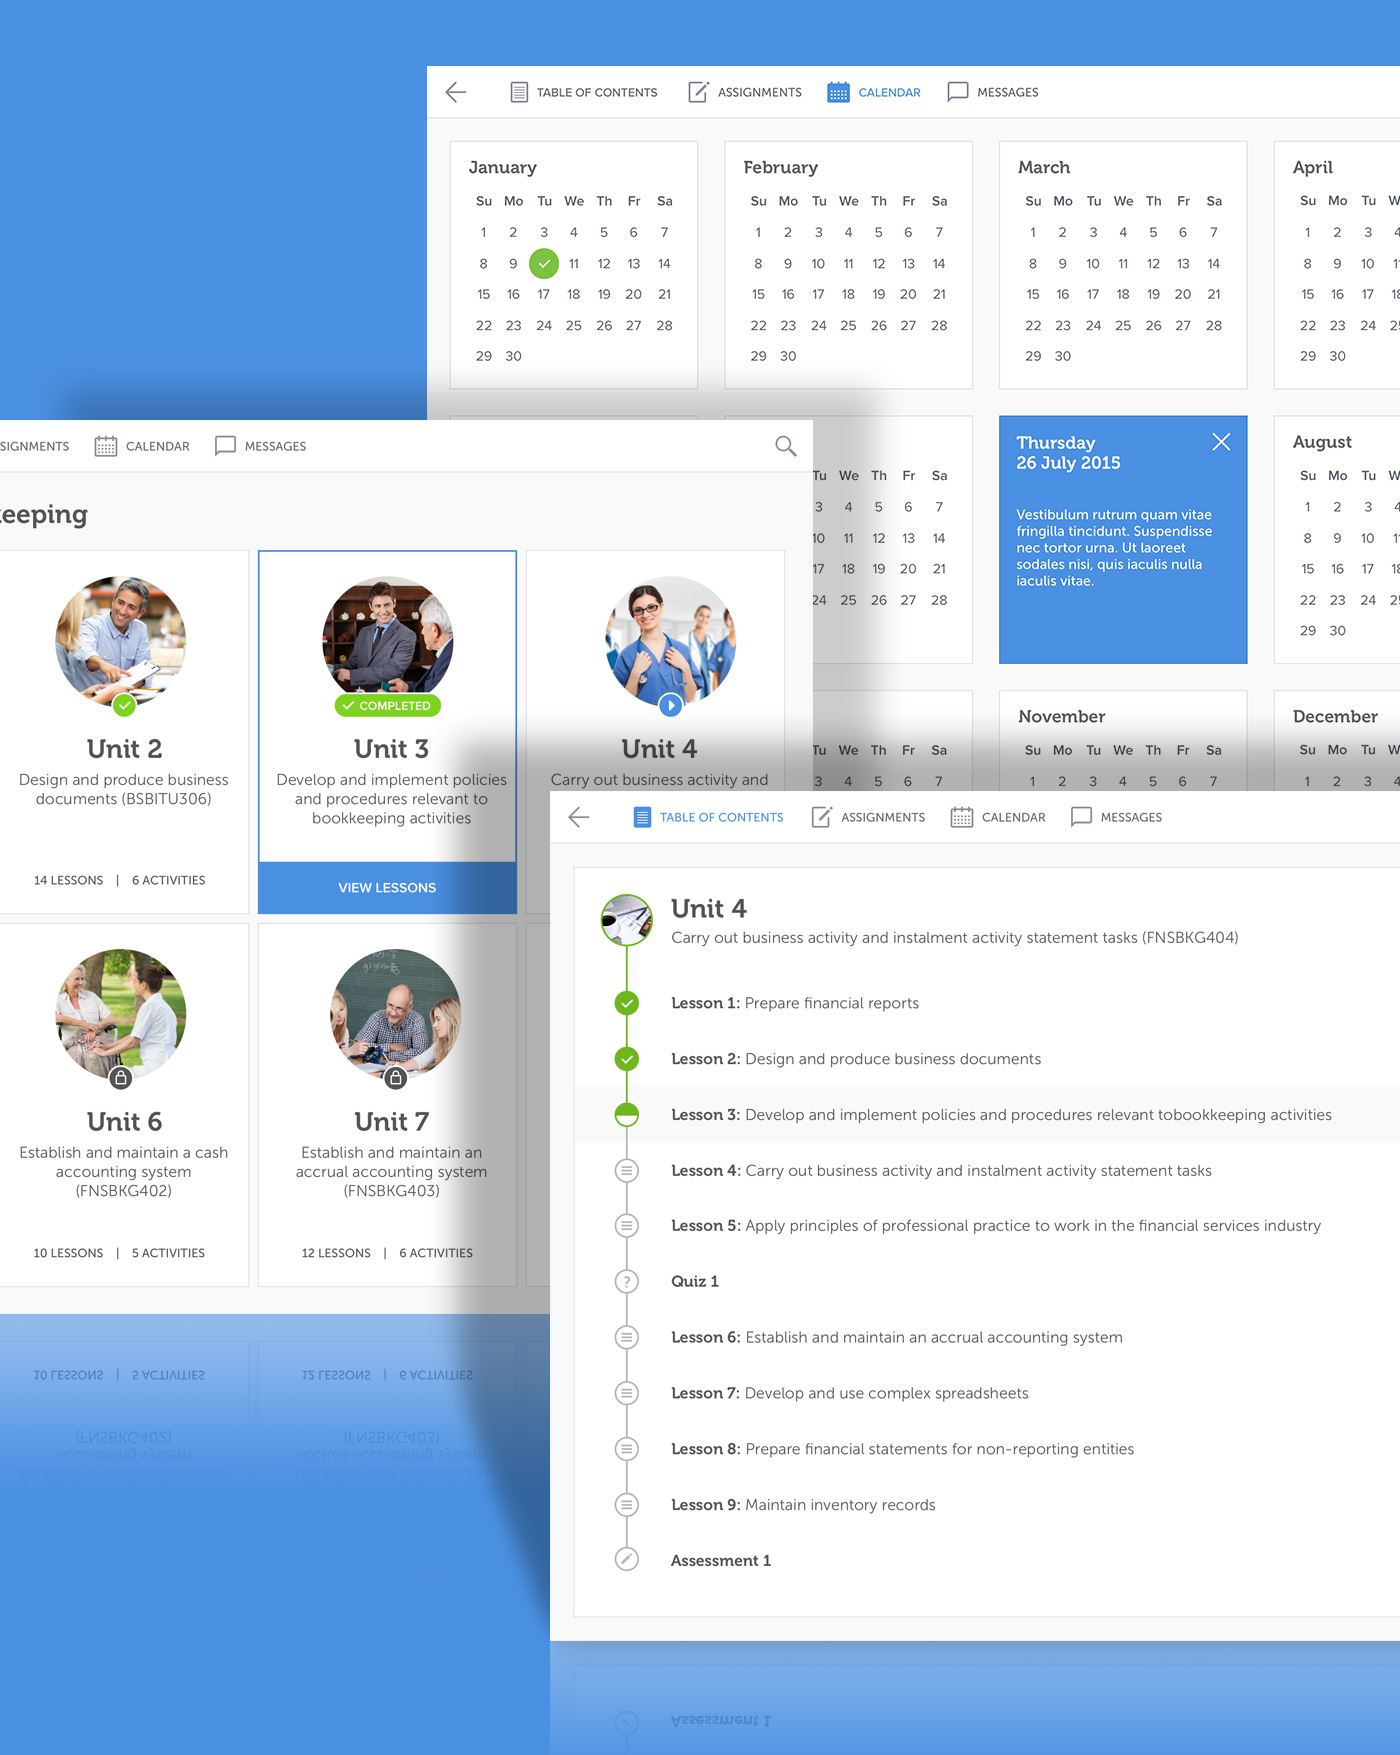 TABLE OF CONTENTS ASSIGNMENTS CALENDAR MESSAGES
January
Su Mo Tu We Th Fr Sa
1 2 3 4 5 6 7
8 9 11 12 13 14
15 16 17 18 19 20 21
22 23 24 25 26 27 28
29 30
February
Su Mo Tu We Th Fr Sa
1 2 3 4 5 6 7
8 9 10 11 12 13 14
15 16 17 18 19 20 21
22 23 24 25 26 27 28
29 30
March
Su Mo Tu We Th Fr Sa
1 2 3 4 5 6 7
8 9 10 11 12 13 14
15 16 17 18 19 20 21
22 23 24 25 26 27 28
29 30
April
Su Mo Tu W
1 2 3 4
8 9 10 1
15 16 17 18
22 23 24 2
29 30
Tu We Th Fr Sa
3 4 5 6 7
10 11 12 13 14
17 18 19 20 21
24 25 26 27 28
Thursday
26 July 2015
Vestibulum rutrum quam vitae
fringilla tincidunt. Suspendisse
nec tortor urna. Ut laoreet
sodales nisi, quis iaculis nulla
iaculis vitae.
August
Su Mo Tu W
1 2 3 4
8 9 10 1
15 16 17 18
22 23 24 2
29 30
Tu We Th Fr Sa
3 4 5 6 7
November
Su Mo Tu We Th Fr Sa
1 2 3 4 5 6 7
December
Su Mo Tu W
1 2 3 4
SIGNMENTS CALENDAR MESSAGES
eeping
Unit 2
Design and produce business
documents (BSBITU306)
14 LESSONS | 6 ACTIVITIES
COMPLETED
Unit 3
Develop and implement policies
and procedures relevant to
bookkeeping activities
VIEW LESSONS
Unit 4
Carry out business activity and
Unit 6
Establish and maintain a cash
accounting system
(FNSBKG402)
10 LESSONS | 5 ACTIVITIES
Unit 7
Establish and maintain an
accrual accounting system
(FNSBKG403)
12 LESSONS | 6 ACTIVITIES
TABLE OF CONTENTS ASSIGNMENTS CALENDAR MESSAGES
Unit 4
Carry out business activity and instalment activity statement tasks (FNSBKG404)
Lesson 1: Prepare financial reports
Lesson 2: Design and produce business documents
Lesson 3: Develop and implement policies and procedures relevant tobookkeeping activities
Lesson 4: Carry out business activity and instalment activity statement tasks
Lesson 5: Apply principles of professional practice to work in the financial services industry
? Quiz 1
Lesson 6: Establish and maintain an accrual accounting system
Lesson 7: Develop and use complex spreadsheets
Lesson 8: Prepare financial statements for non-reporting entities
Lesson 9: Maintain inventory records
Assessment 1
10 LESSONS | 5 ACTIVITIES
(FNSBKG402)
accounting system
12 LESSONS | 6 ACTIVITIES
(FNSBKG403)
accrual accounting system
Assessment 1